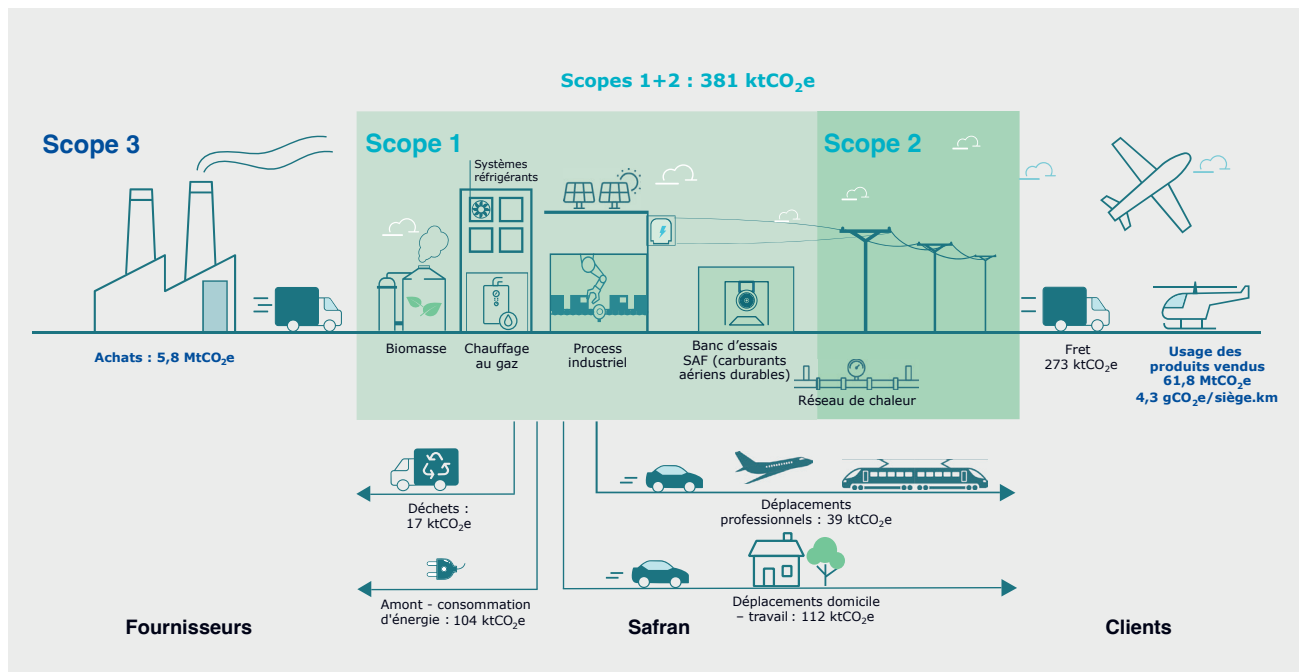 Scopes 1+2 : 381 ktCO₂e
Scope 3
Scope 1
Scope 2
Systèmes
réfrigérants
Achats : 5,8 MtCO₂e
Biomasse
Chauffage
au gaz
Process
industriel
Banc d’essais
SAF (carburants
aériens durables)
Réseau de chaleur
Fret
273 ktCO₂e
Usage des
produits vendus
61,8 MtCO₂e
4,3 gCO₂e/siège.km
Déchets :
17 ktCO₂e
Déplacements
professionnels : 39 ktCO₂e
Amont - consommation
d'énergie : 104 ktCO₂e
Déplacements domicile
– travail : 112 ktCO₂e
Fournisseurs
Safran
Clients